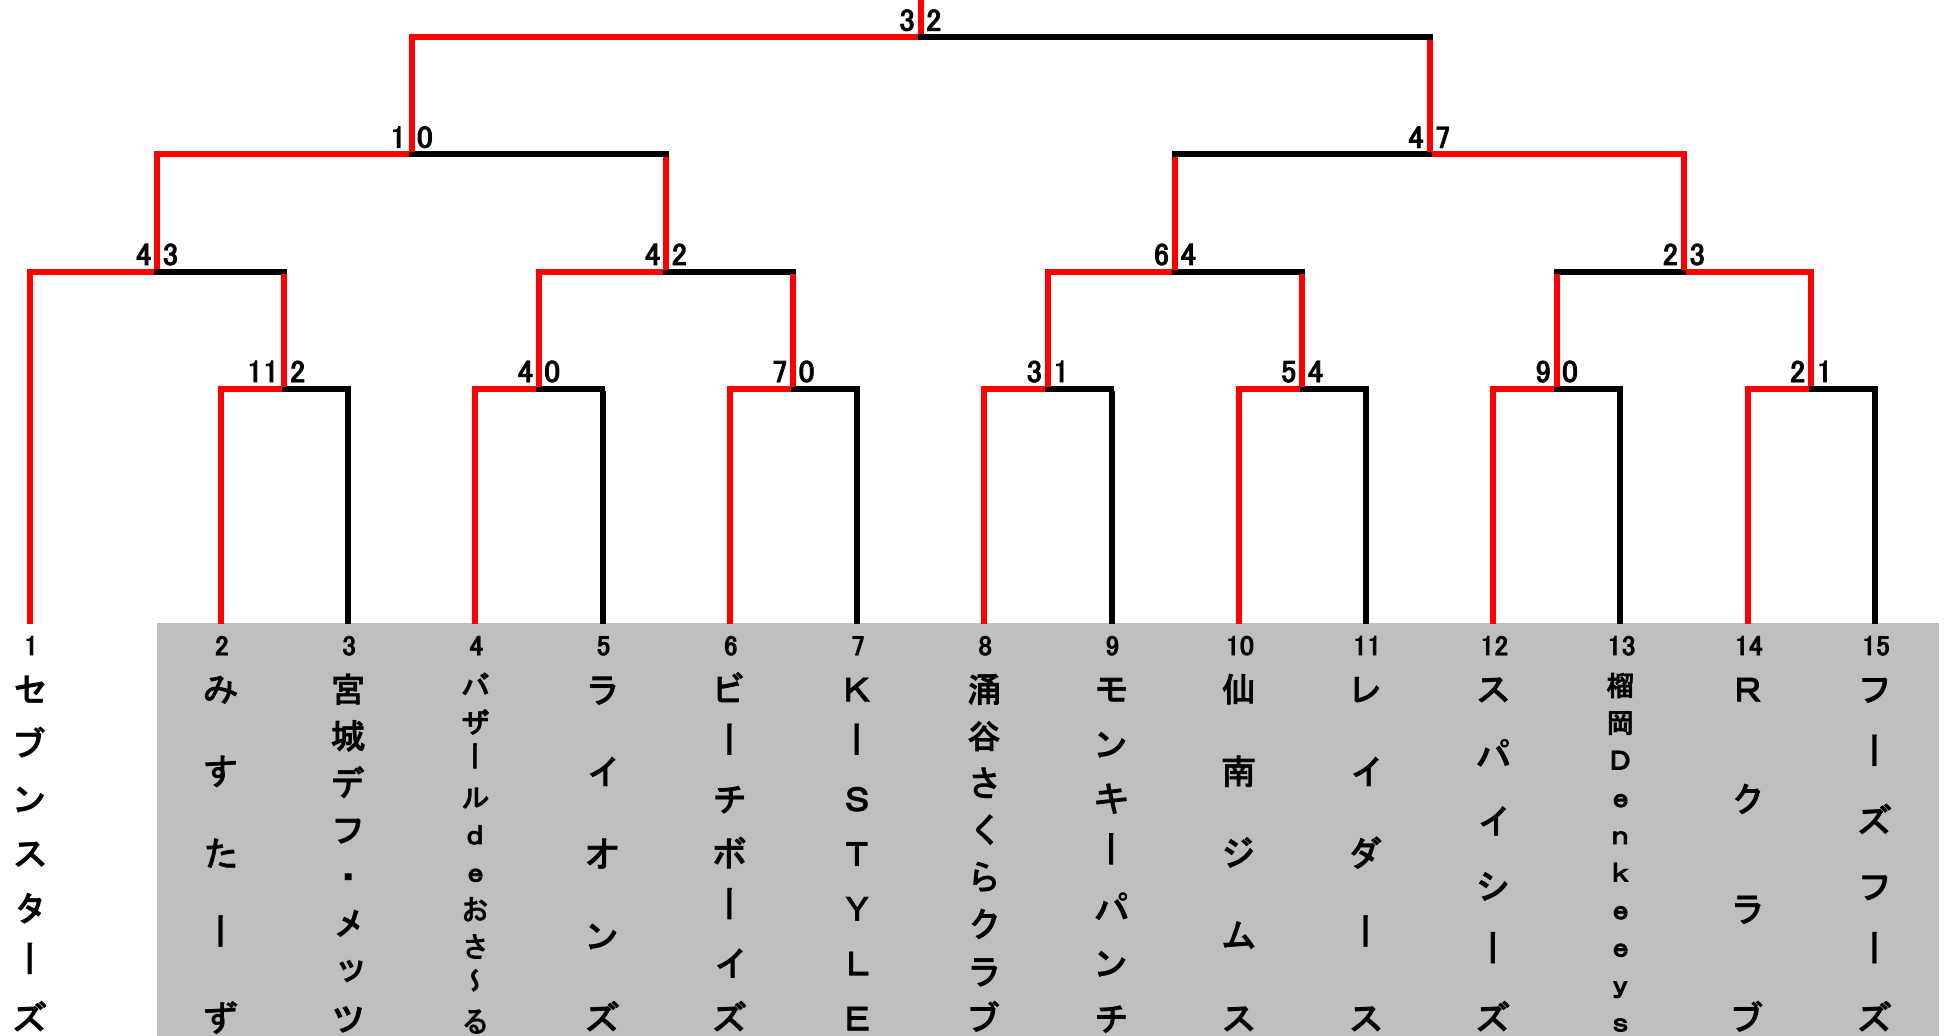 3 2
1 0
4 7
4 3
4 2
6 4
2 3
11 2
4 0
7 0
3 1
5 4
9 0
2 1
1
2
3
4
5
6
7
8
9
10
11
12
13
14
15
セブンスターズ
みすたーず
宮城デフ・メッツ
バザールdeおさ～る
ライオンズ
ビーチボーイズ
KーSTYLE
涌谷さくらクラブ
モンキーパンチ
仙南ジムス
レイダース
スパイシーズ
榴岡Denkeeys
Rクラブ
フーズフーズ